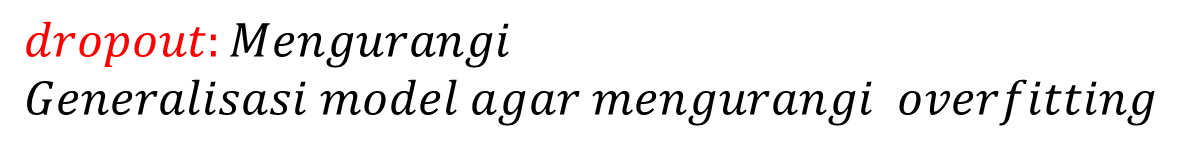 dropout: Mengurangi
Generalisasi model agar mengurangi overfitting